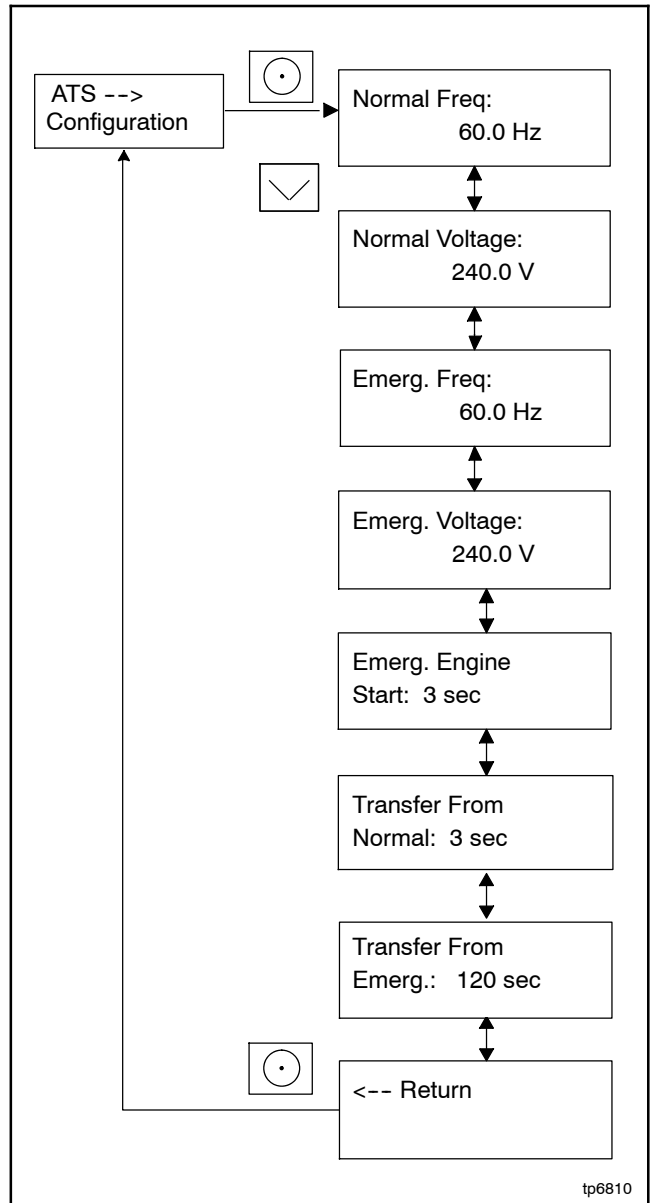 ATS -->
Configuration
Normal Freq:
60.0 Hz
Normal Voltage:
240.0 V
Emerg. Freq:
60.0 Hz
Emerg. Voltage:
240.0 V
Emerg. Engine
Start: 3 sec
Transfer From
Normal: 3 sec
Transfer From
Emerg.: 120 sec
<-- Return
tp6810